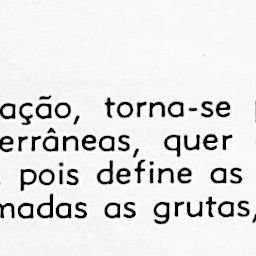 ação, torna-se
errâneas, quer
pois define as
madas as grutas,